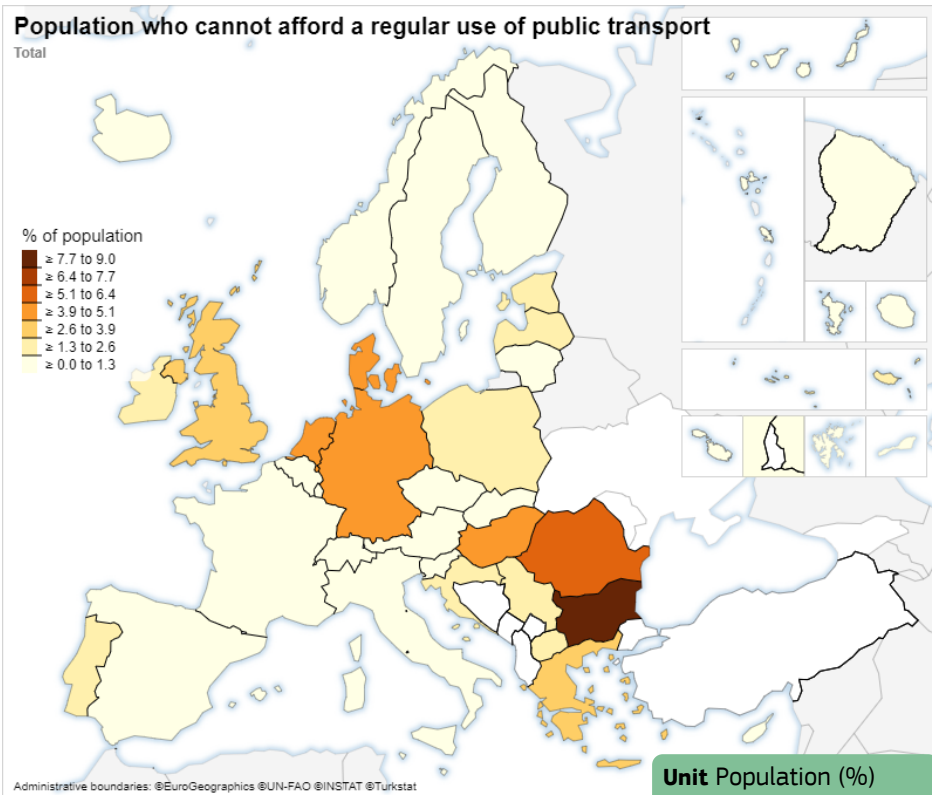 Population who cannot afford a regular use of public transport
Total
% of population
≥ 7.7 to 9.0
≥ 6.4 to 7.7
≥ 5.1 to 6.4
≥ 3.9 to 5.1
≥ 2.6 to 3.9
≥ 1.3 to 2.6
≥ 0.0 to 1.3
Administrative boundaries: ©EuroGeographics ©UN-FAO ©INSTAT ©Turkstat
Unit Population (%)